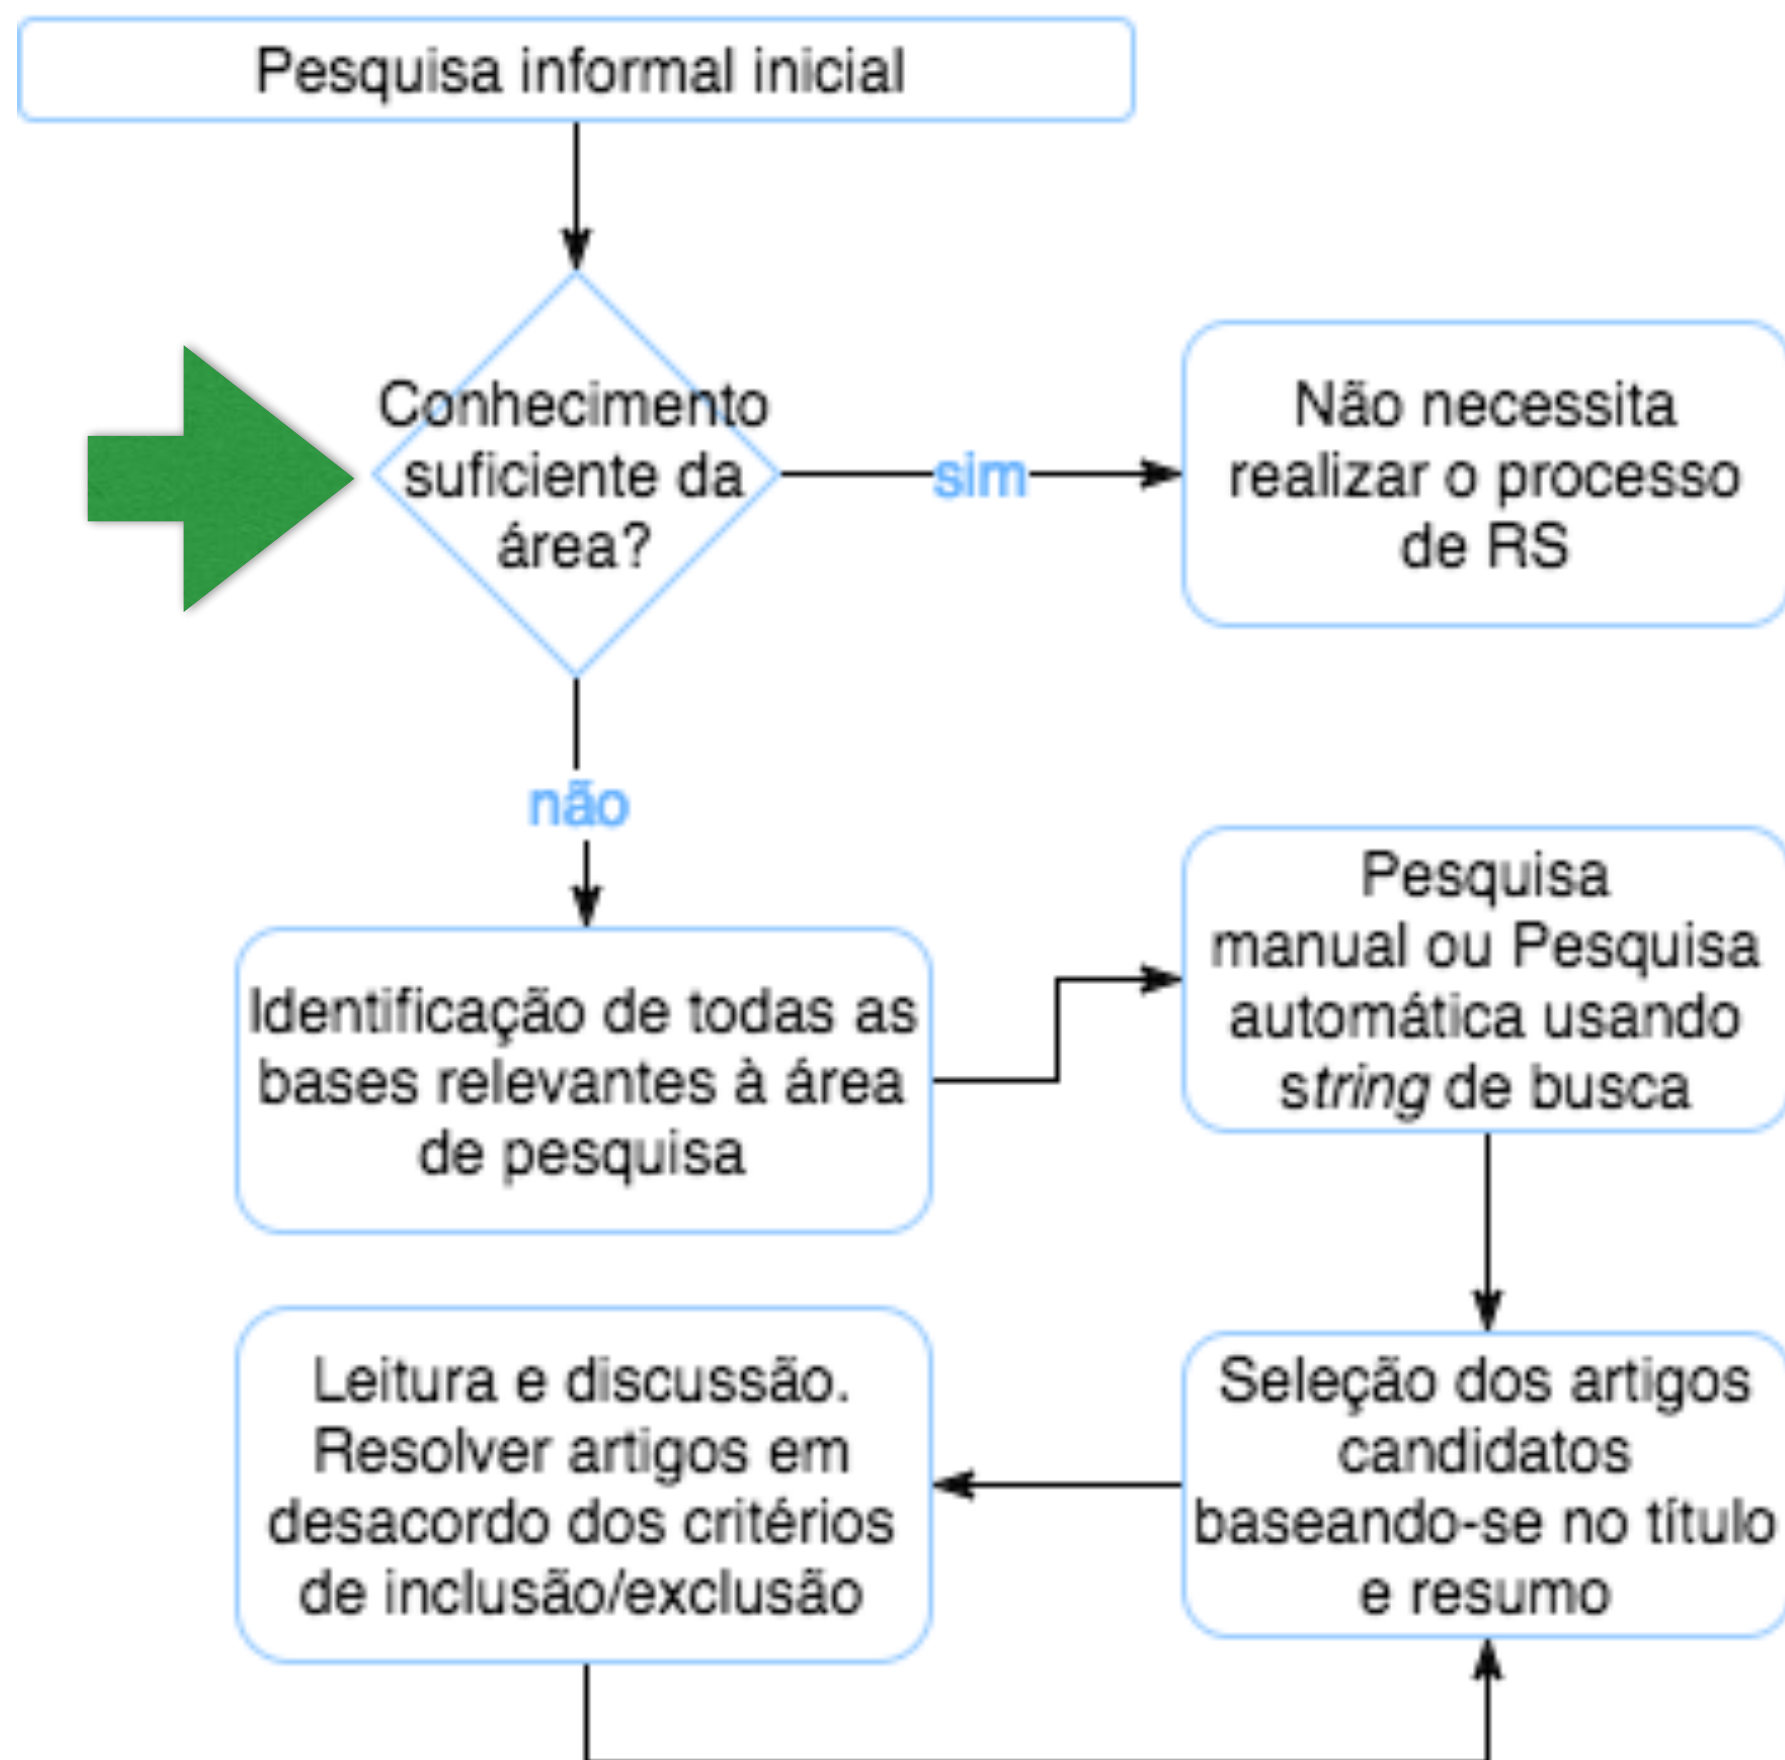 Pesquisa informal inicial
Conhecimento
suficiente da
área?
sim
Não necessita
realizar o processo
de RS
não
Identificação de todas as
bases relevantes à área
de pesquisa
Pesquisa
manual ou Pesquisa
automática usando
string de busca
Seleção dos artigos
candidatos
baseando-se no título
e resumo
Leitura e discussão.
Resolver artigos em
desacordo dos critérios
de inclusão/exclusão